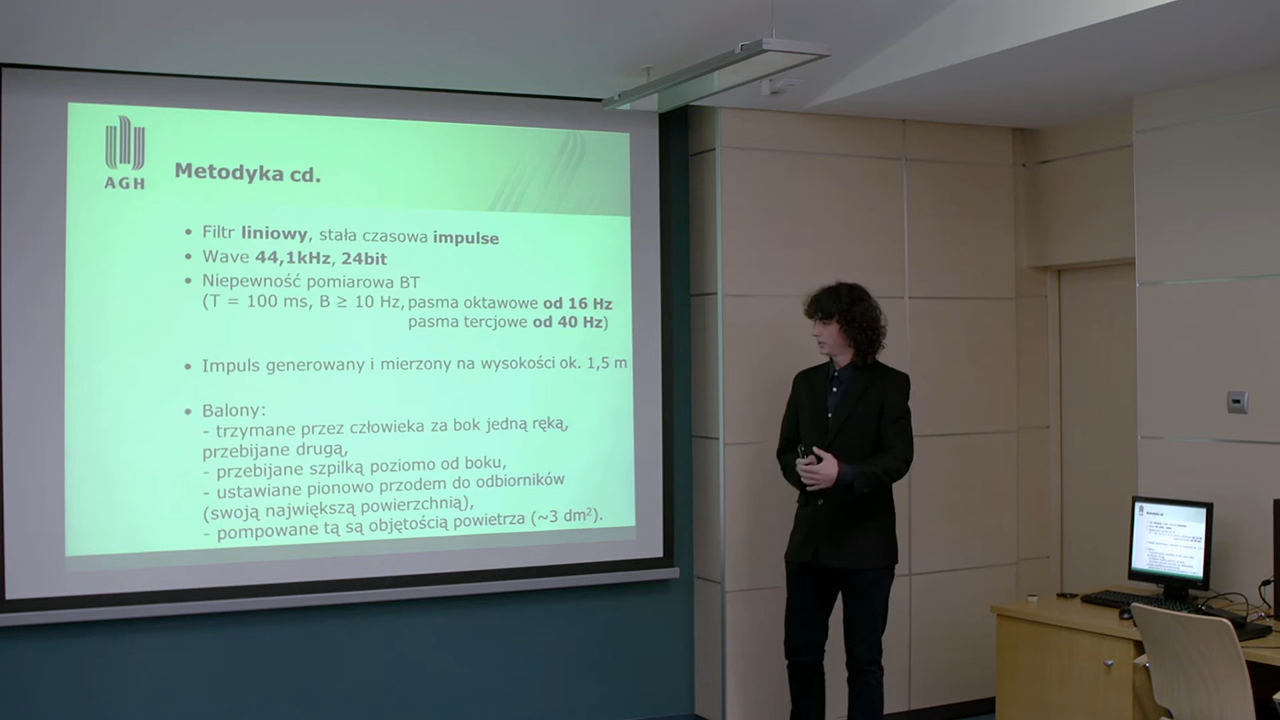 AGH
Metodyka cd.
• Filtr liniowy, stała czasowa impulse
• Wave 44,1kHz, 24bit
• Niepewność pomiarowa BT
(T = 100 ms, B ≥ 10 Hz, pasma oktawowe od 16 Hz
pasma tercjowe od 40 Hz)
• Impuls generowany i mierzony na wysokości ok. 1,5 m
• Balony:
- trzymane przez człowieka za bok jedną ręką,
przebijane drugą,
- przebijane szpilką poziomo od boku,
- ustawiane pionowo przodem do odbiorników
(swoją największą powierzchnią),
- pompowane tą są objętością powietrza (~3 dm²).
Metodyka cd.